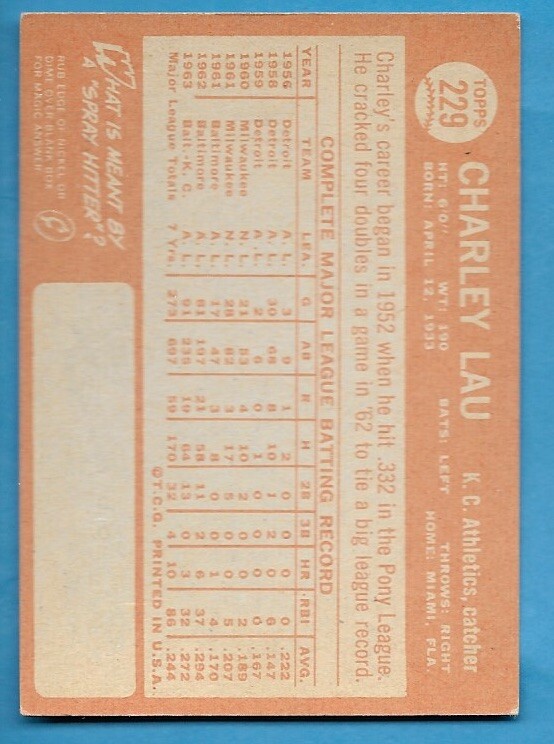 TOPPS
229
CHARLEY LAU K. C. Athletics, catcher
HT: 6'0" WT: 190 BATS: LEFT THROWS: RIGHT
BORN: APRIL 12, 1933 HOME: MIAMI, FLA.
Charley's career began in 1952 when he hit .332 in the Pony League.
He cracked four doubles in a game in '62 to tie a big league record.
COMPLETE MAJOR LEAGUE BATTING RECORD
YEAR TEAM LEA. G AB R H 2B 3B HR RBI AVG.
1956 Detroit A. L. 3 9 1 2 0 0 0 0 .222
1958 Detroit A. L. 30 68 8 10 1 2 0 6 .147
1959 Detroit A. L. 2 6 0 1 0 0 0 0 .167
1960 Milwaukee N. L. 21 53 4 10 2 0 0 2 .189
1961 Milwaukee N. L. 28 82 3 17 5 0 0 5 .207
1961 Baltimore A. L. 17 47 3 8 0 0 1 4 .170
1962 Baltimore A. L. 81 197 21 58 11 2 6 37 .294
1963 Balt.-K. C. A. L. 91 235 19 64 13 0 3 32 .272
Major League Totals 7 Yrs. 273 697 59 170 32 4 10 86 .244
©T.C.G. PRINTED IN U.S.A.
WHAT IS MEANT BY
A "SPRAY HITTER"?
RUB EDGE OF NICKEL OR
DIME OVER BLANK BOX
FOR MAGIC ANSWER